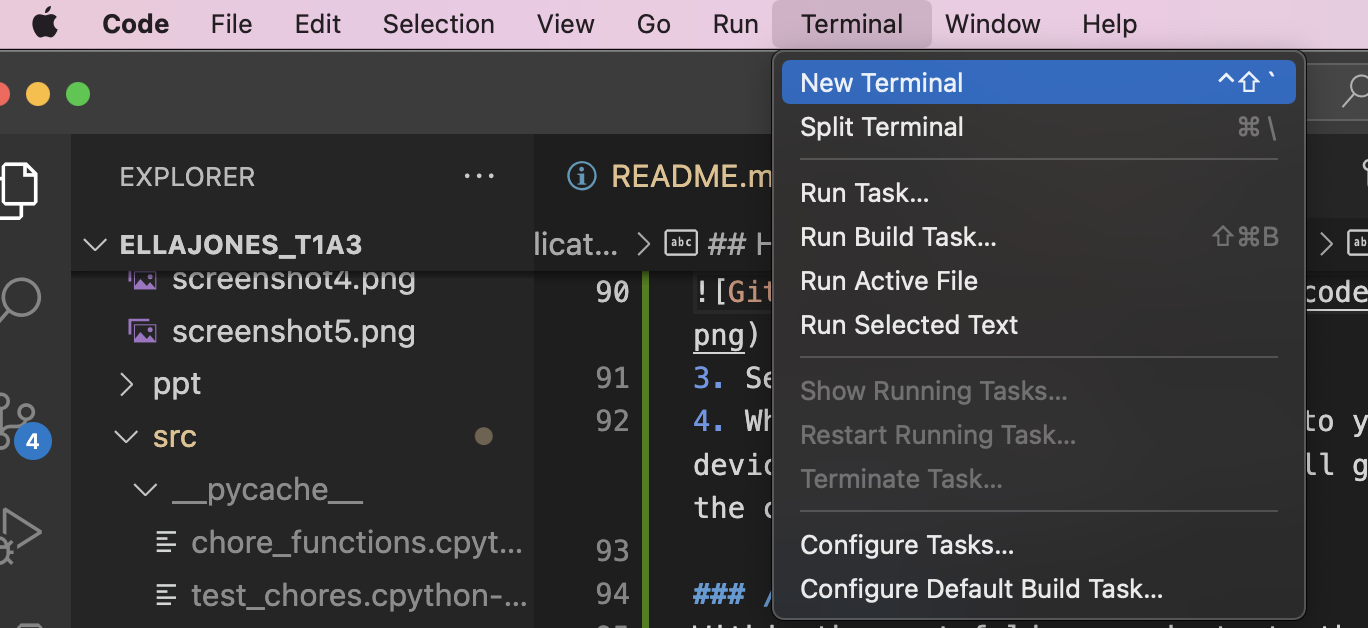 Code File Edit Selection View Go Run Terminal Window Help
New Terminal ^⇧`
Split Terminal ⌘\
Run Task...
Run Build Task... ⇧⌘B
Run Active File
Run Selected Text
Show Running Tasks...
Restart Running Task...
Terminate Task...
Configure Tasks...
Configure Default Build Task...
EXPLORER ...
ELLAJONES_T1A3
screenshot4.png
screenshot5.png
ppt
src
__pycache__
chore_functions.cpyt...
test_chores.cpython-...
4
README.m
licat... > abc ## H
90 ![Git code
png)
91 3. Se
92 4. Wh to y
devic ll g
the c
93
94 ###